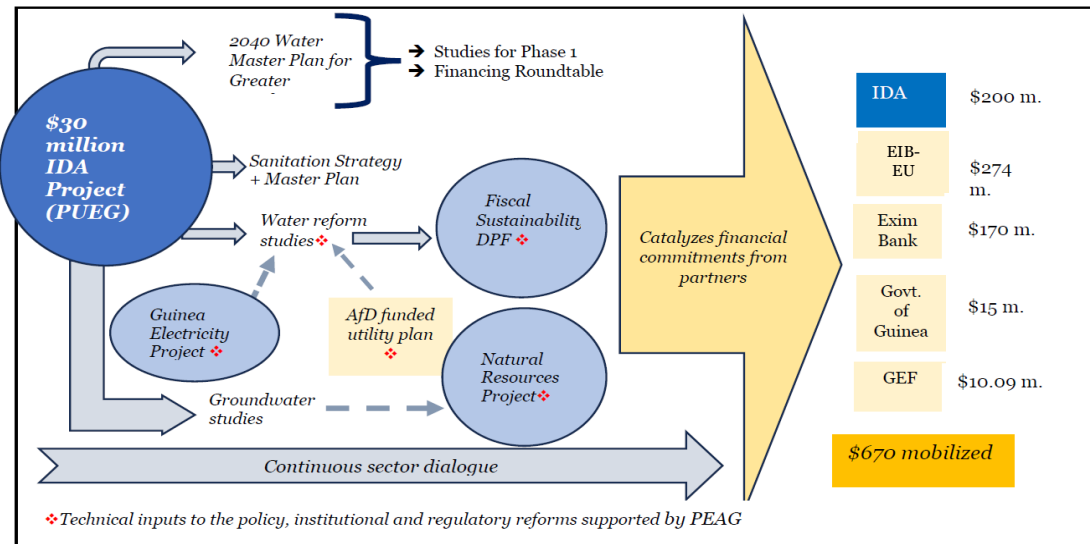 $30
million
IDA
Project
(PUEG)
2040 Water
Master Plan for
Greater
➔ Studies for Phase 1
➔ Financing Roundtable
Sanitation Strategy
+ Master Plan
Water reform
studies❖
Fiscal
Sustainability
DPF ❖
Guinea
Electricity
Project ❖
AfD funded
utility plan
❖
Natural
Resources
Project❖
Groundwater
studies
Continuous sector dialogue
Catalyzes financial
commitments from
partners
IDA
$200 m.
EIB-
EU
$274
m.
Exim
Bank
$170 m.
Govt.
of
Guinea
$15 m.
GEF
$10.09 m.
$670 mobilized
❖Technical inputs to the policy, institutional and regulatory reforms supported by PEAG